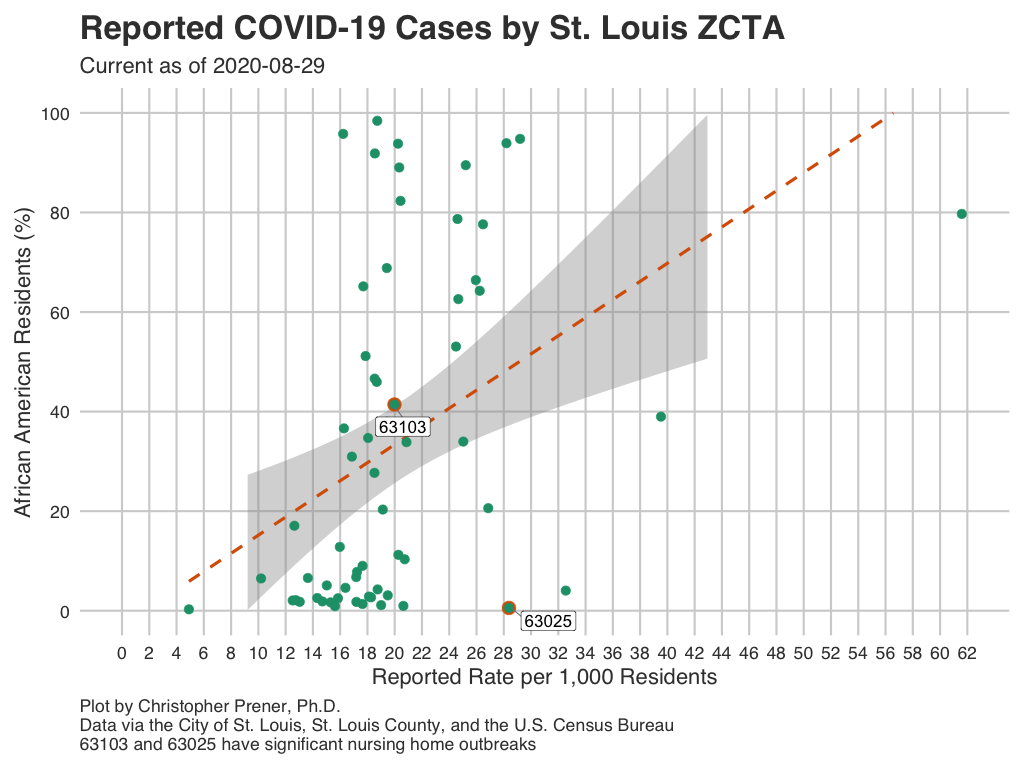 Reported COVID-19 Cases by St. Louis ZCTA
Current as of 2020-08-29
African American Residents (%)
100
80
60
40
20
0
63103
63025
0 2 4 6 8 10 12 14 16 18 20 22 24 26 28 30 32 34 36 38 40 42 44 46 48 50 52 54 56 58 60 62
Reported Rate per 1,000 Residents
Plot by Christopher Prener, Ph.D.
Data via the City of St. Louis, St. Louis County, and the U.S. Census Bureau
63103 and 63025 have significant nursing home outbreaks